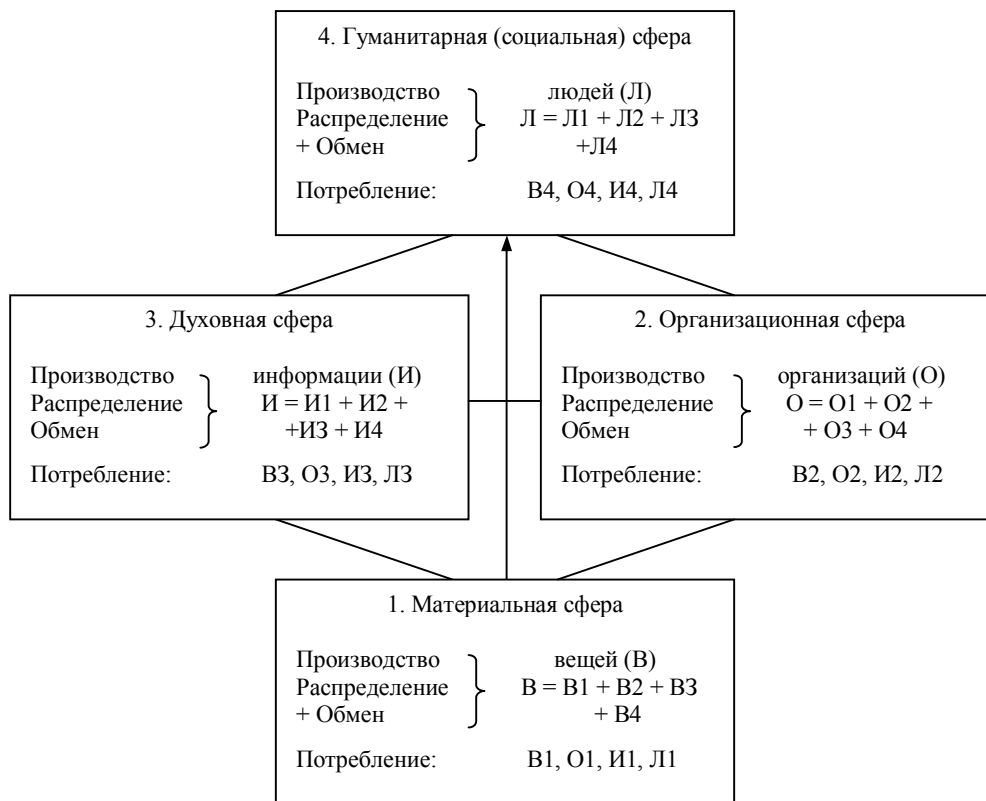 4. Гуманитарная (социальная) сфера
Производство людей (Л)
Распределение Л = Л1 + Л2 + Л3
+ Обмен +Л4
Потребление: В4, О4, И4, Л4
3. Духовная сфера
Производство информации (И)
Распределение И = И1 + И2 +
Обмен +И3 + И4
Потребление: В3, О3, И3, Л3
2. Организационная сфера
Производство организаций (О)
Распределение О = О1 + О2 +
Обмен + О3 + О4
Потребление: В2, О2, И2, Л2
1. Материальная сфера
Производство вещей (В)
Распределение В = В1 + В2 + В3
+ Обмен + В4
Потребление: В1, О1, И1, Л1